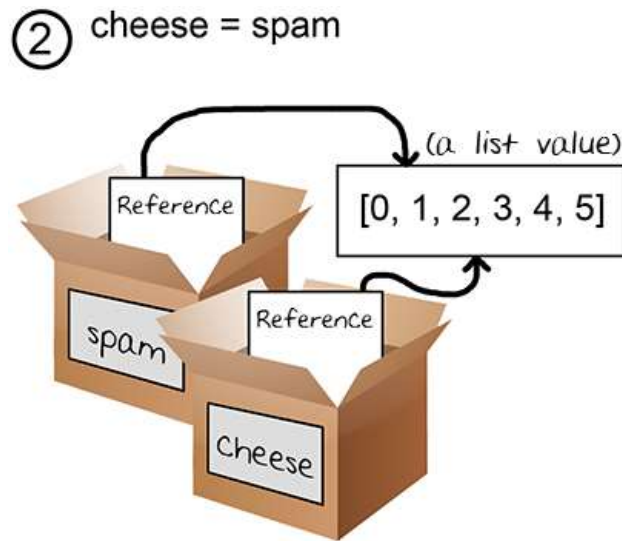 2 cheese = spam
(a list value)
Reference
[0, 1, 2, 3, 4, 5]
Reference
spam
cheese